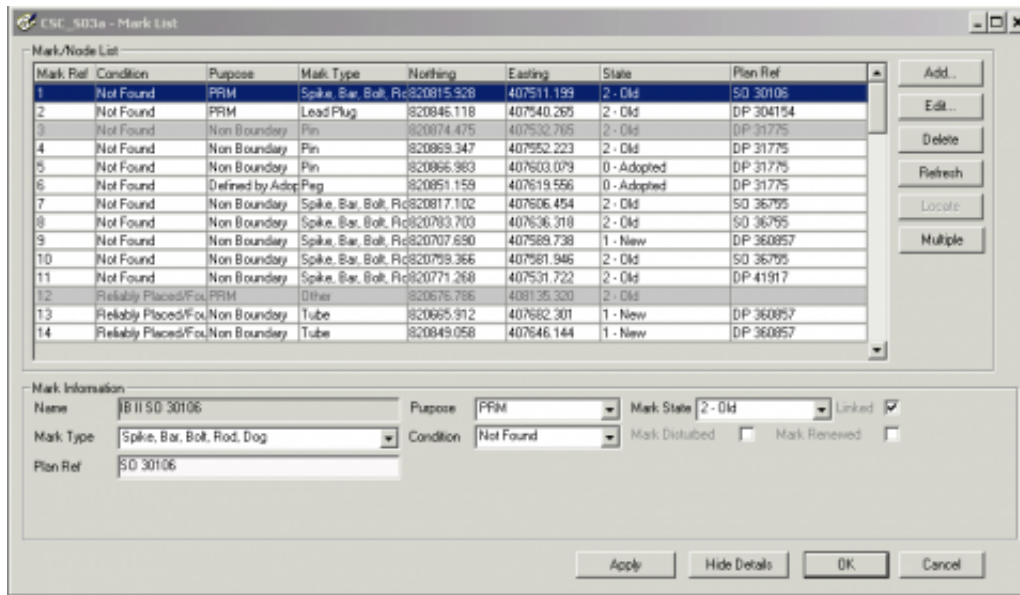 CSC_S03a - Mark List
Mark/Node List
Mark Ref Condition Purpose Mark Type Northing Easting State Plan Ref
1 Not Found PRM Spike, Bar, Bolt, Ro 820815.928 407511.199 2 - Old SO 30106
2 Not Found PRM Lead Plug 820846.118 407540.265 2 - Old DP 304154
3 Not Found Non Boundary Pin 820874.475 407532.765 2 - Old DP 31775
4 Not Found Non Boundary Pin 820869.347 407552.223 2 - Old DP 31775
5 Not Found Non Boundary Pin 820866.983 407603.079 0 - Adopted DP 31775
6 Not Found Defined by Adop Peg 820851.159 407619.556 0 - Adopted DP 31775
7 Not Found Non Boundary Spike, Bar, Bolt, Ro 820817.102 407606.454 2 - Old SO 36795
8 Not Found Non Boundary Spike, Bar, Bolt, Ro 820783.703 407636.318 2 - Old SO 36795
9 Not Found Non Boundary Spike, Bar, Bolt, Ro 820707.690 407589.738 1 - New DP 360857
10 Not Found Non Boundary Spike, Bar, Bolt, Ro 820759.366 407581.946 2 - Old SO 36795
11 Not Found Non Boundary Spike, Bar, Bolt, Ro 820771.268 407531.722 2 - Old DP 41917
12 Reliably Placed/Fou PRM Other 820676.786 408135.320 2 - Old
13 Reliably Placed/Fou Non Boundary Tube 820665.912 407682.301 1 - New DP 360857
14 Reliably Placed/Fou Non Boundary Tube 820849.058 407646.144 1 - New DP 360857
Add...
Edit...
Delete
Refresh
Locate
Multiple
Mark Information
Name IB II SO 30106 Purpose PRM Mark State 2 - Old Linked
Mark Type Spike, Bar, Bolt, Rod, Dog Condition Not Found Mark Disturbed Mark Renewed
Plan Ref SO 30106
Apply Hide Details OK Cancel